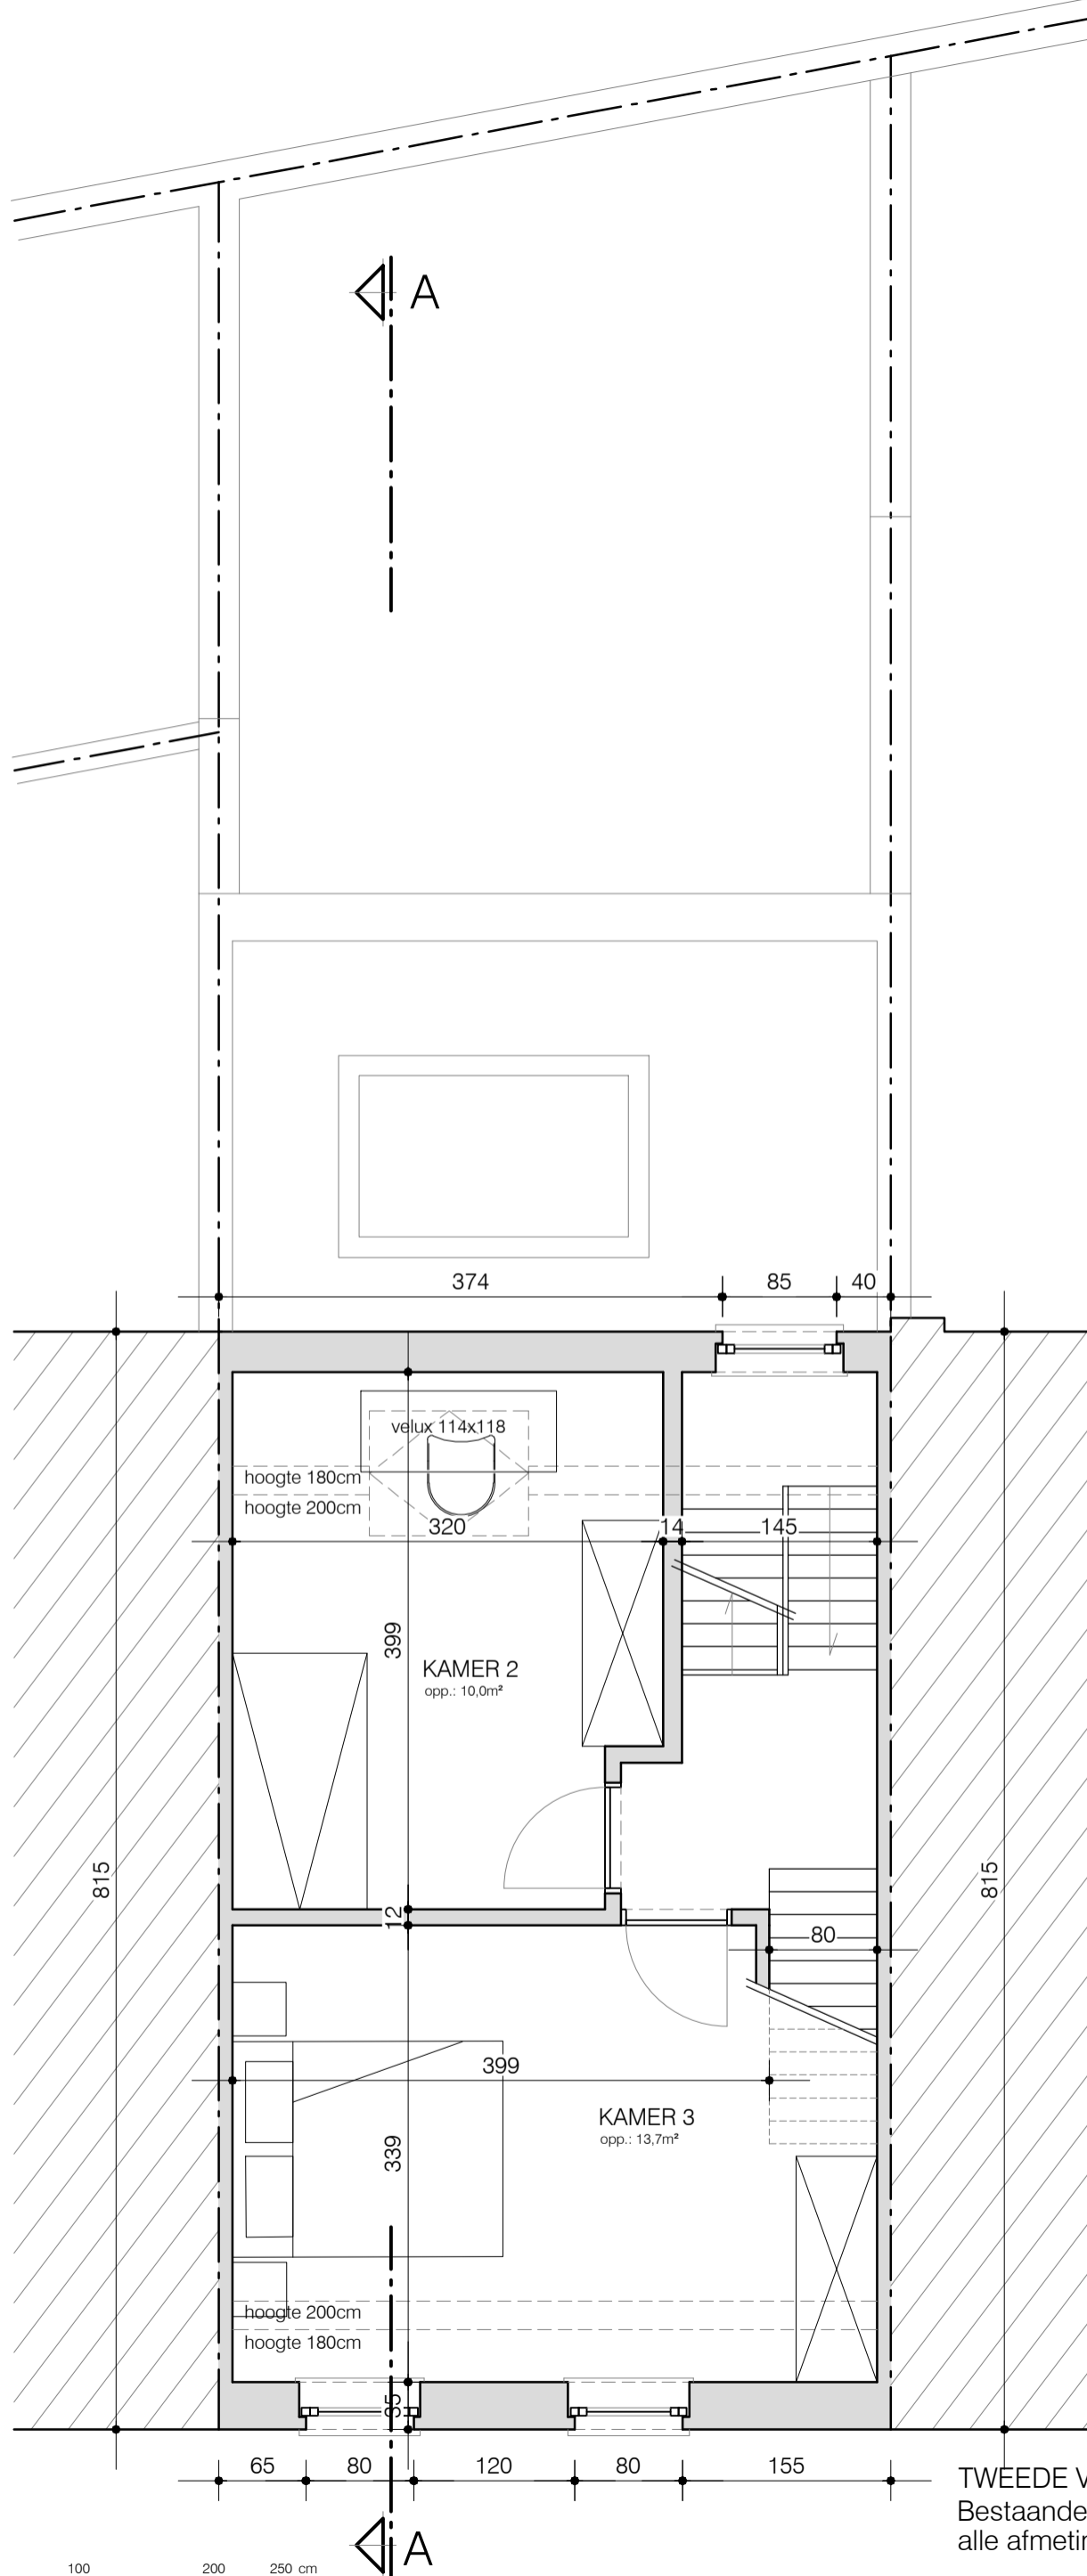 A
374 85 40
velux 114x118
hoogte 180cm
hoogte 200cm
320 14 145
399
KAMER 2
opp.: 10,0m²
815
815
12
80
399
KAMER 3
opp.: 13,7m²
339
hoogte 200cm
hoogte 180cm
35
65 80 120 80 155
TWEEDE
Bestaande
alle
A
100 200 250 cm